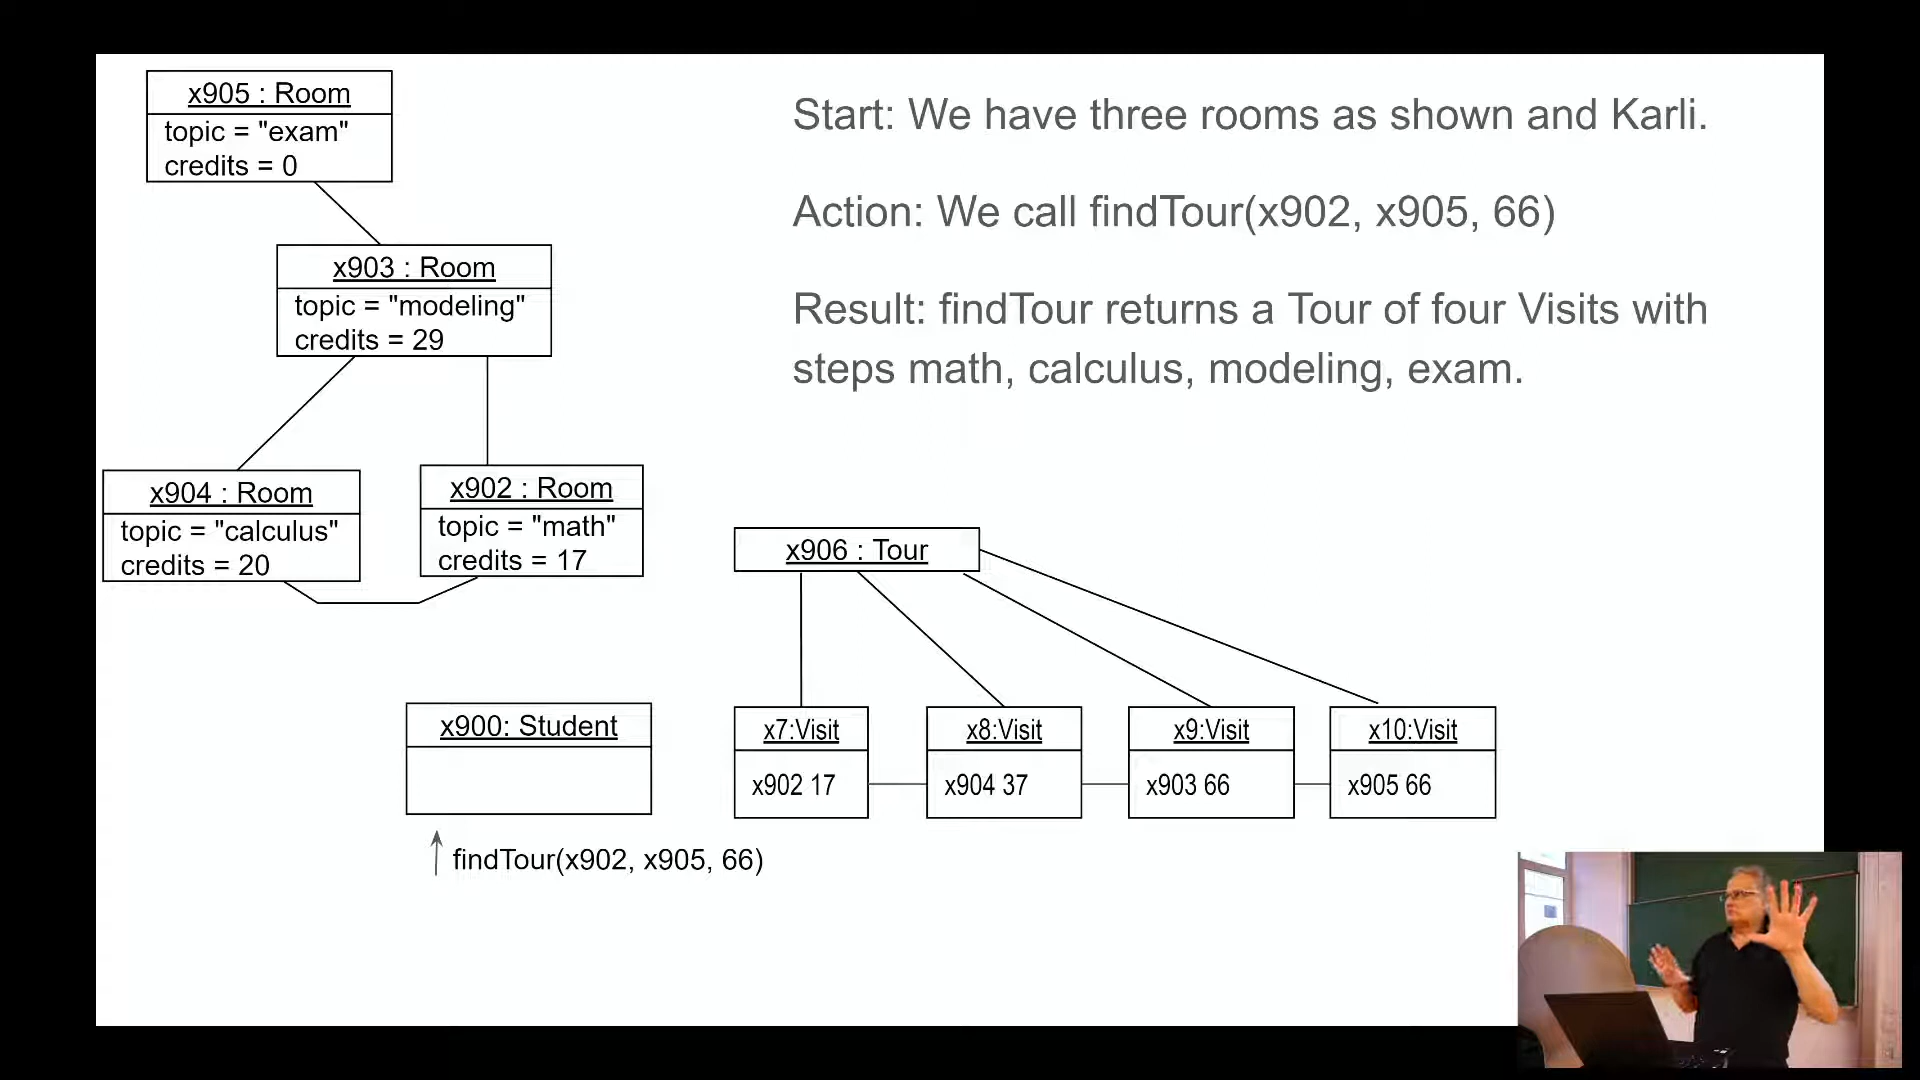 x905 : Room
topic = "exam"
credits = 0
x903 : Room
topic = "modeling"
credits = 29
x904 : Room
topic = "calculus"
credits = 20
x902 : Room
topic = "math"
credits = 17
Start: We have three rooms as shown and Karli.
Action: We call findTour(x902, x905, 66)
Result: findTour returns a Tour of four Visits with
steps math, calculus, modeling, exam.
x906 : Tour
x900: Student
findTour(x902, x905, 66)
x7:Visit
x902 17
x8:Visit
x904 37
x9:Visit
x903 66
x10:Visit
x905 66